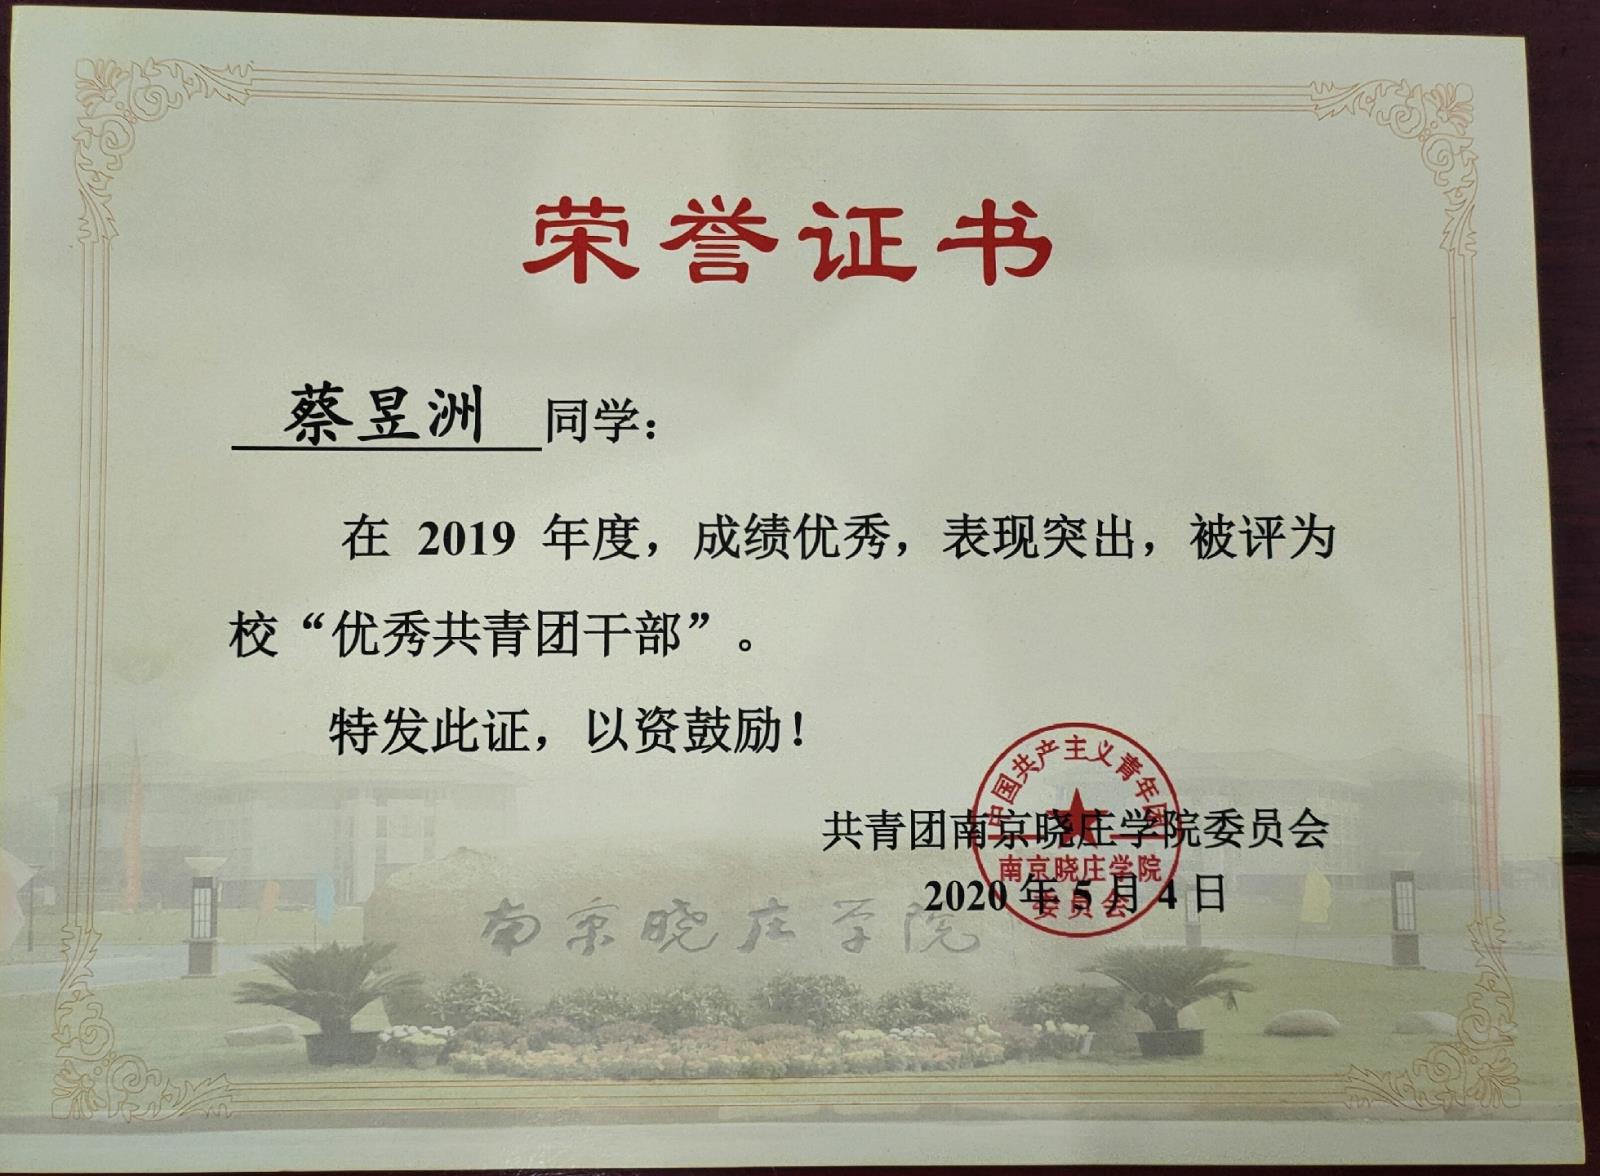 荣誉证书
蔡昱洲 同学：
在 2019 年度，成绩优秀，表现突出，被评为
校“优秀共青团干部”。
特发此证，以资鼓励！
中国共产主义青年团
共青团南京晓庄学院委员会
南京晓庄学院
2020 年 5 月 4 日
委员会
南京晓庄学院